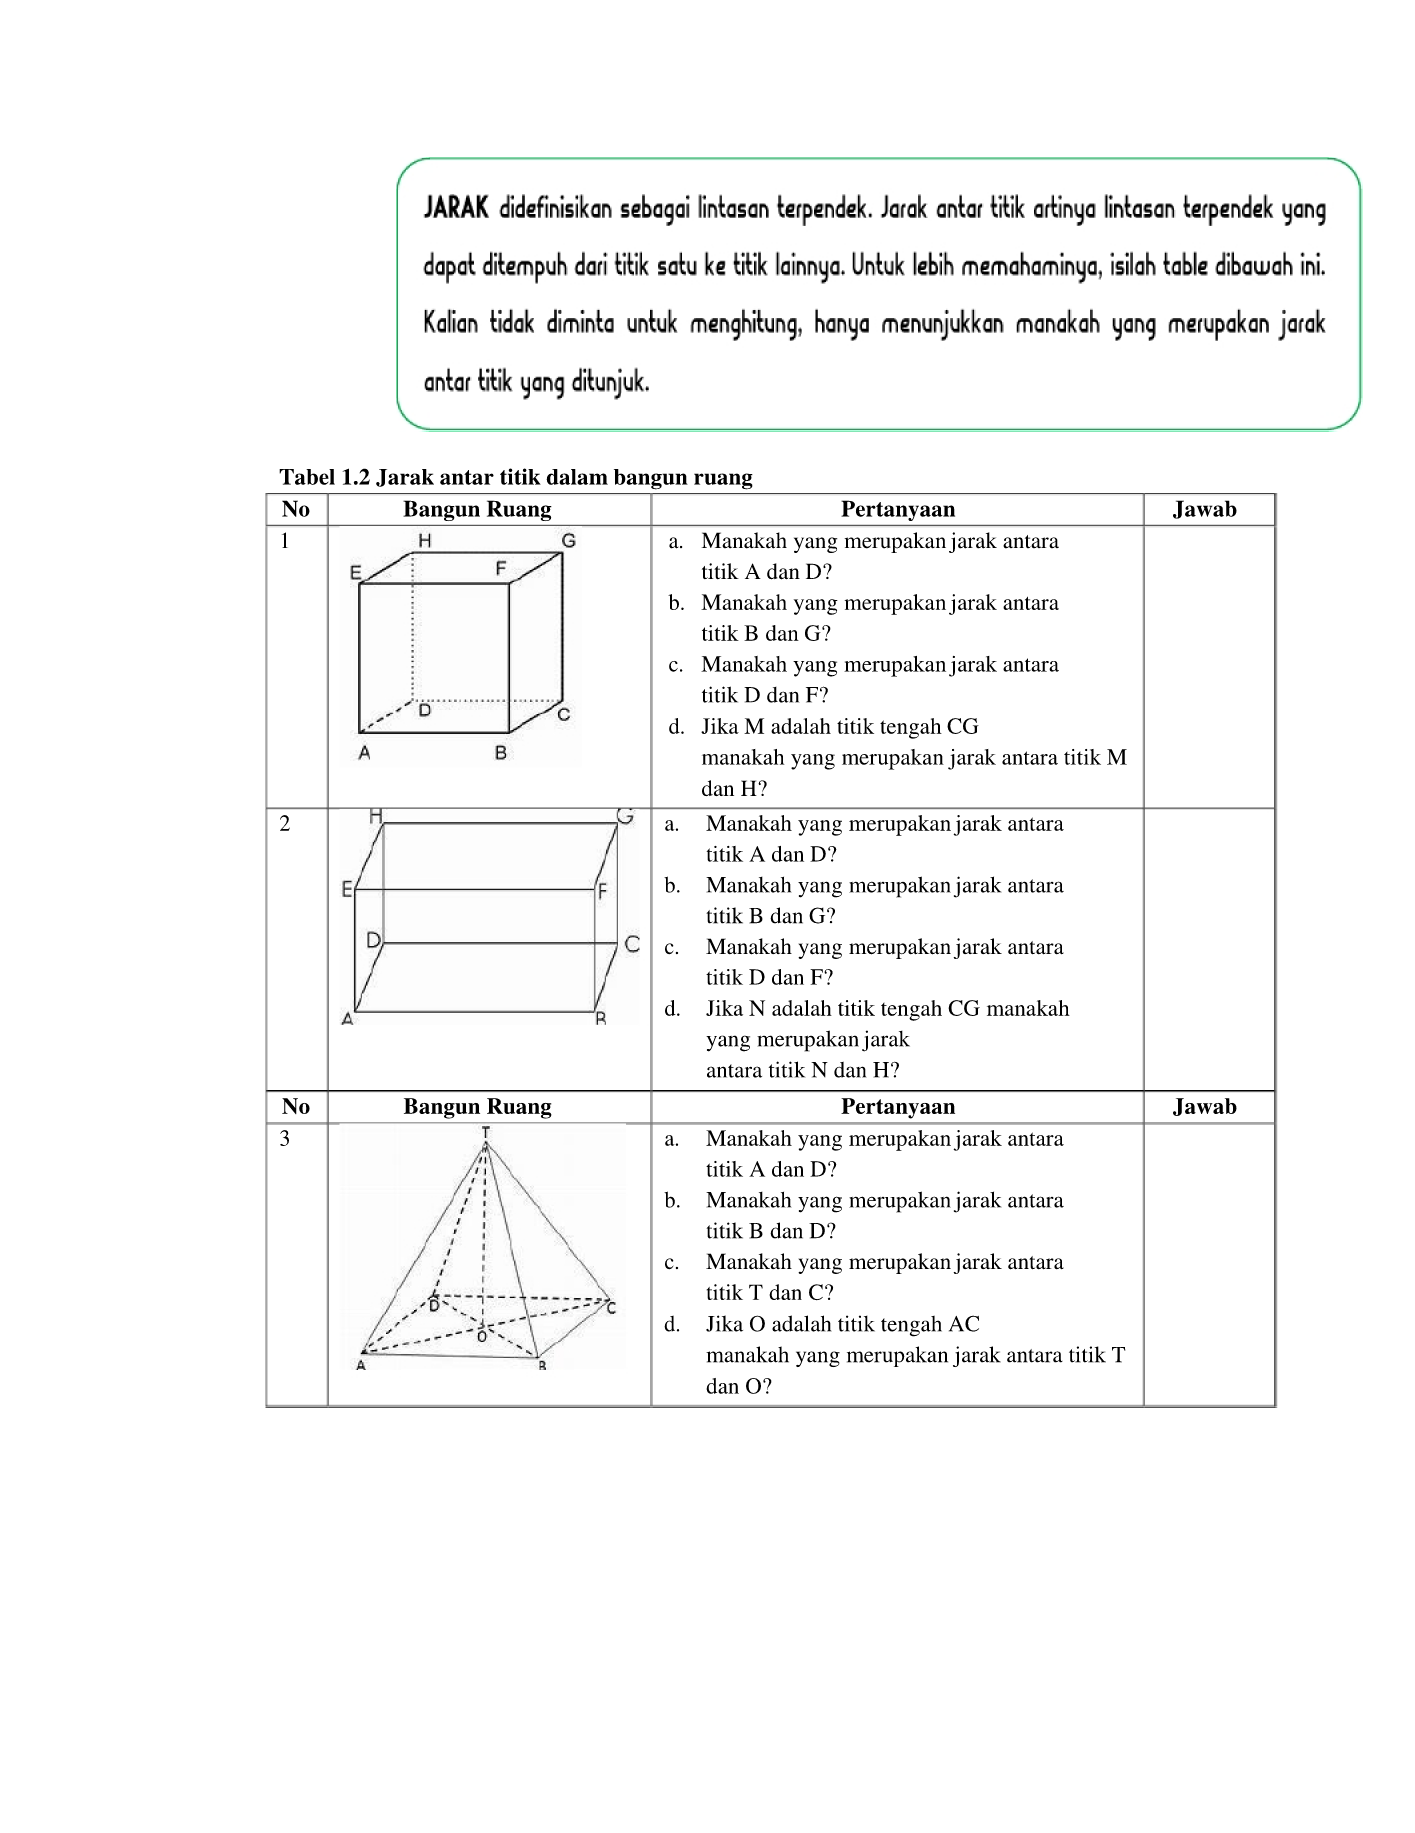 JARAK didefinisikan sebagai lintasan terpendek. Jarak antar titik artinya lintasan terpendek yang
dapat ditempuh dari titik satu ke titik lainnya. Untuk lebih memahaminya, isilah table dibawah ini.
Kalian tidak diminta untuk menghitung, hanya menunjukkan manakah yang merupakan jarak
antar titik yang ditunjuk.
Tabel 1.2 Jarak antar titik dalam bangun ruang
No Bangun Ruang Pertanyaan Jawab
1
H G
E F
D C
A B
a. Manakah yang merupakan jarak antara
titik A dan D?
b. Manakah yang merupakan jarak antara
titik B dan G?
c. Manakah yang merupakan jarak antara
titik D dan F?
d. Jika M adalah titik tengah CG
manakah yang merupakan jarak antara titik M
dan H?
2
H G
E F
D C
A B
a. Manakah yang merupakan jarak antara
titik A dan D?
b. Manakah yang merupakan jarak antara
titik B dan G?
c. Manakah yang merupakan jarak antara
titik D dan F?
d. Jika N adalah titik tengah CG manakah
yang merupakan jarak
antara titik N dan H?
No Bangun Ruang Pertanyaan Jawab
3
T
D C
O
A B
a. Manakah yang merupakan jarak antara
titik A dan D?
b. Manakah yang merupakan jarak antara
titik B dan D?
c. Manakah yang merupakan jarak antara
titik T dan C?
d. Jika O adalah titik tengah AC
manakah yang merupakan jarak antara titik T
dan O?